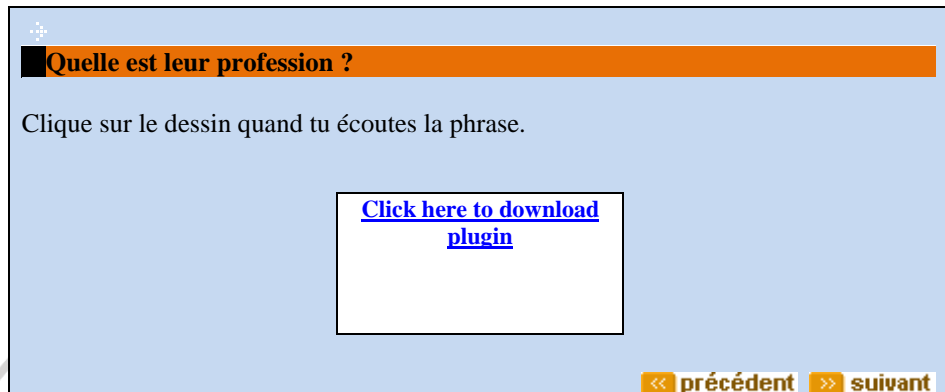 Quelle est leur profession ?
Clique sur le dessin quand tu écoutes la phrase.
Click here to download
plugin
<< précédent >> suivant